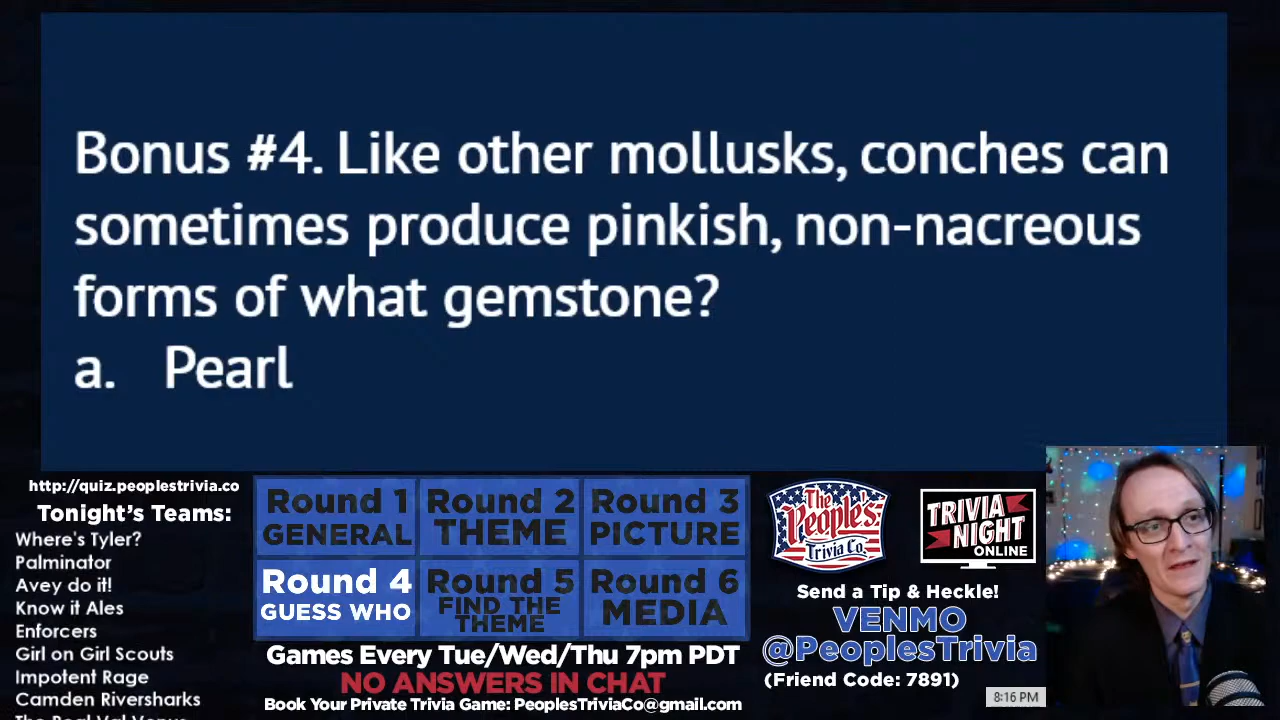 Bonus #4. Like other mollusks, conches can
sometimes produce pinkish, non-nacreous
forms of what gemstone?
a. Pearl
http://quiz.peoplestrivia.co
Tonight's Teams:
Where's Tyler?
Palminator
Avey do it!
Know it Ales
Enforcers
Girl on Girl Scouts
Impotent Rage
Camden Riversharks
The Real Val Venus
Round 1
GENERAL
Round 2
THEME
Round 3
PICTURE
Round 4
GUESS WHO
Round 5
FIND THE
THEME
Round 6
MEDIA
Games Every Tue/Wed/Thu 7pm PDT
NO ANSWERS IN CHAT
Book Your Private Trivia Game: PeoplesTriviaCo@gmail.com
The
People's
Trivia Co.
TRIVIA
NIGHT
ONLINE
Send a Tip & Heckle!
VENMO
@PeoplesTrivia
(Friend Code: 7891)
8:16 PM